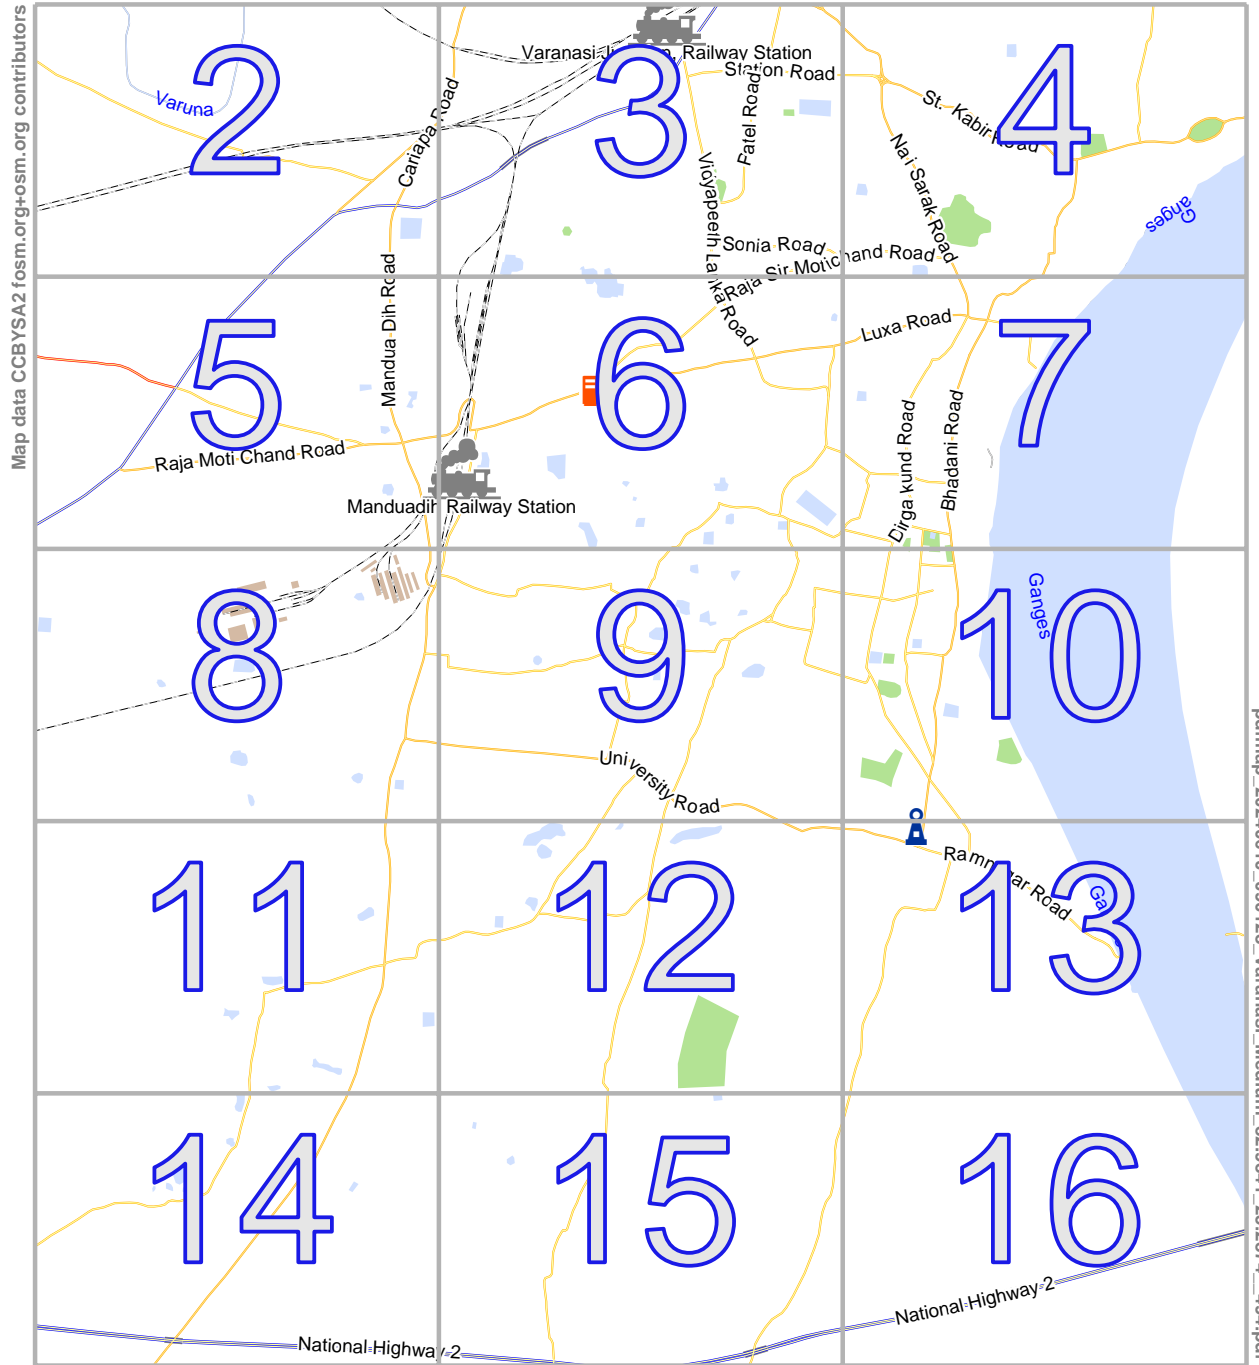 Map data CCBYSA2 fosm.org+osm.org contributors
Varanasi Railway Station
Station Road
2
3
4
Varuna
Cariapa Road
Patel Road
St. Kabir Road
Nai Sarak Road
Vidyapeeth Lanka Road
Ganges
Sonia Road
Raja Sir Motichand Road
Mandua Dih Road
Luxa Road
5
6
7
Raja Moti Chand Road
Dirga kund Road
Bhadani Road
Manduadih Railway Station
8
9
10
Ganges
University Road
Ramnagar Road
11
12
13
Ga
14
15
16
National Highway 2
National Highway 2